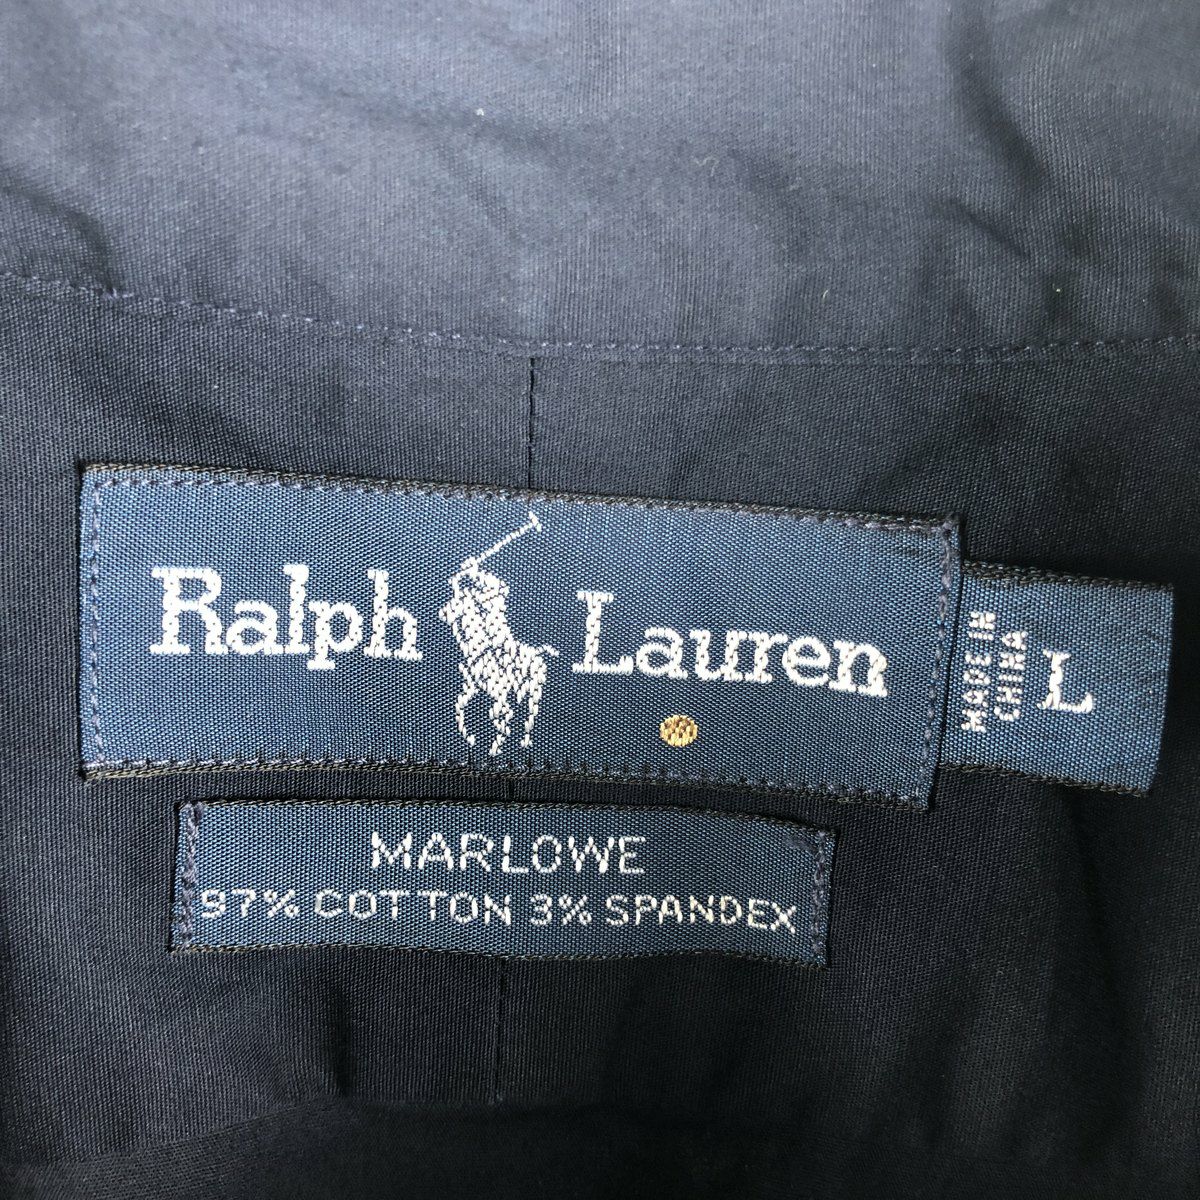 Ralph Lauren
MADE IN
CHINA
L
MARLOWE
97% COTTON 3% SPANDEX